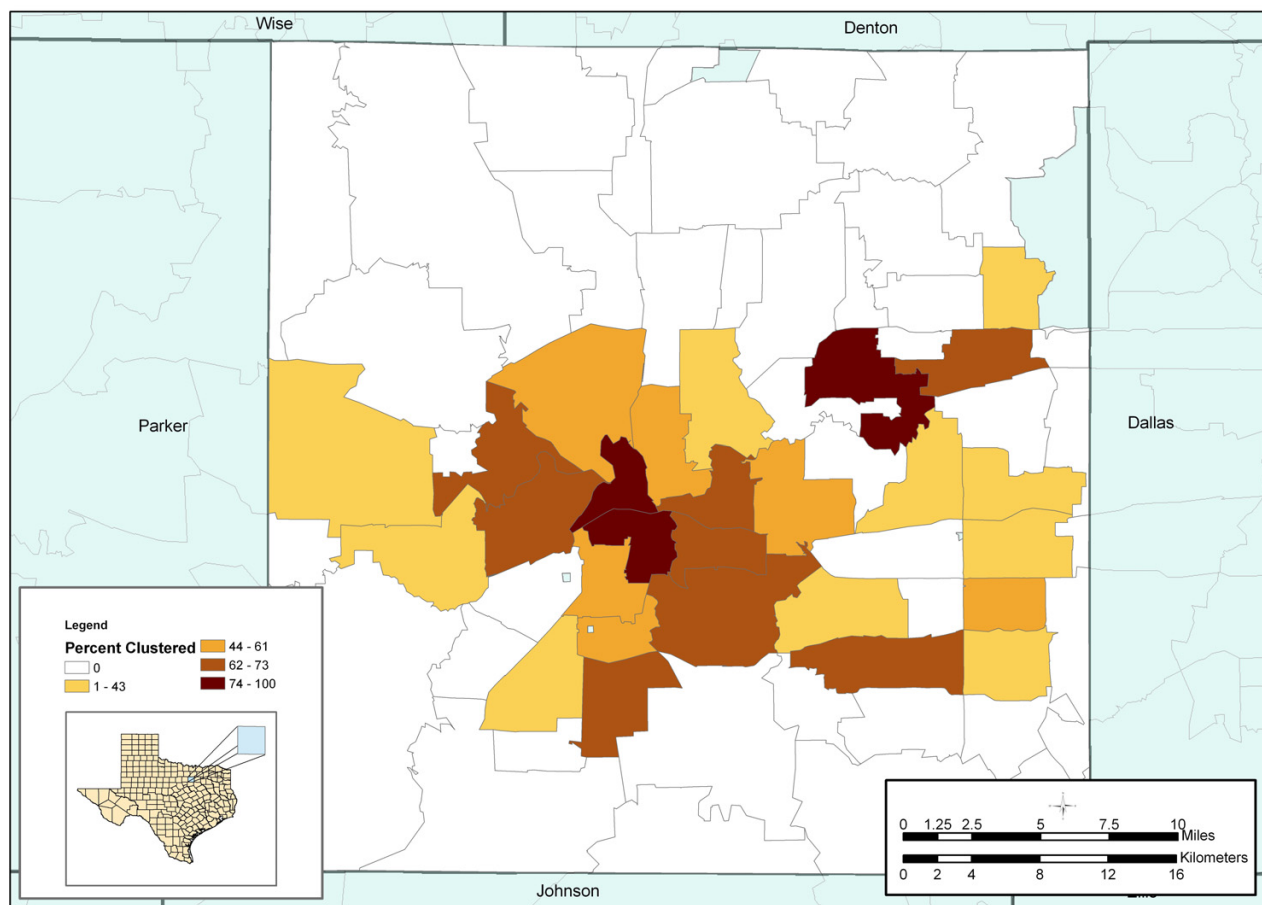 Wise
Denton
Parker
Dallas
Legend
Percent Clustered
0
1 - 43
44 - 61
62 - 73
74 - 100
0 1.25 2.5 5 7.5 10
Miles
Kilometers
0 2 4 8 12 16
Johnson